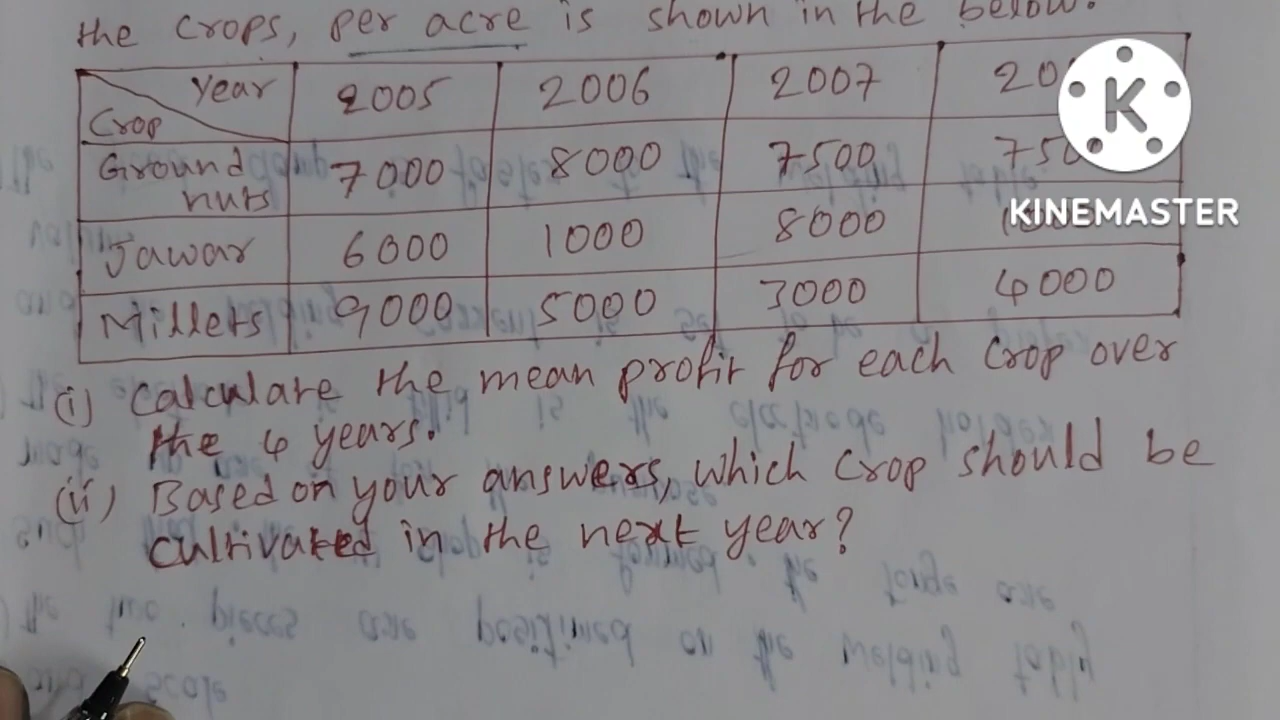 the crops, per acre is shown in the below.
Year 2005 2006 2007
Crop
Ground nuts 7000 8000 7500
Jawar 6000 1000 8000
Millets 9000 5000 3000 4000
(i) Calculate the mean profit for each crop over
the 4 years.
(ii) Based on your answers, which crop should be
cultivated in the next year?
K
KINEMASTER